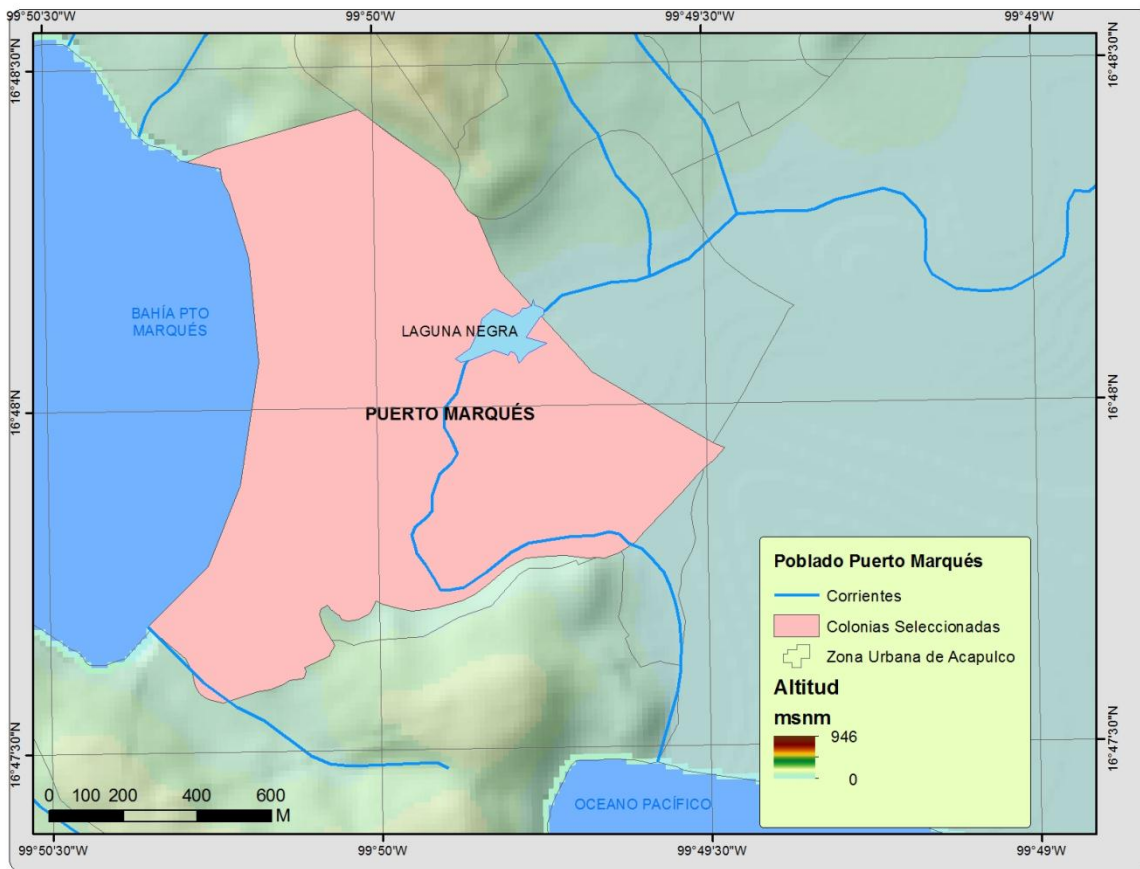 99°50'30"W
99°50'W
99°49'30"W
99°49'W
16°48'30"N
16°48'30"N
BAHÍA PTO
MARQUÉS
LAGUNA NEGRA
16°48'N
PUERTO MARQUÉS
16°48'N
Poblado Puerto Marqués
Corrientes
Colonias Seleccionadas
Zona Urbana de Acapulco
Altitud
msnm
946
0
16°47'30"N
16°47'30"N
OCEANO PACÍFICO
0 100 200 400 600
M
99°50'30"W
99°50'W
99°49'30"W
99°49'W